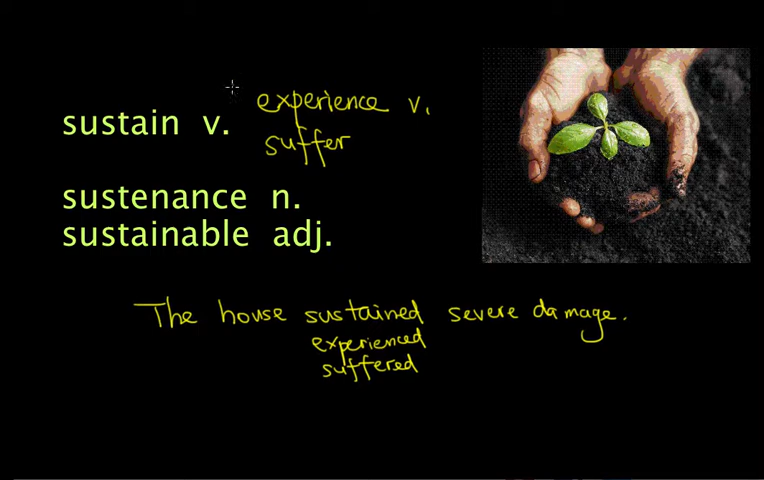 sustain v. experience v.
suffer
sustenance n.
sustainable adj.
The house sustained severe damage.
experienced
suffered